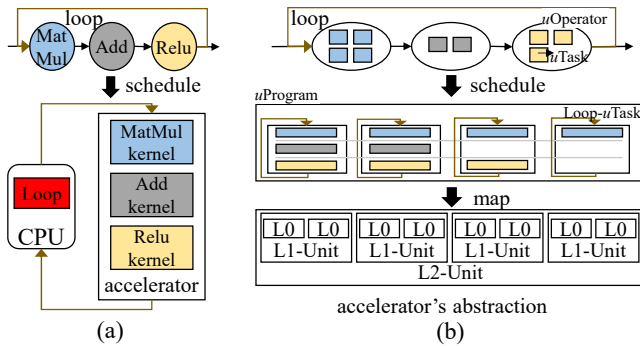 loop
Mat
Mul
Add
Relu
schedule
MatMul
kernel
Add
kernel
Relu
kernel
accelerator
Loop
CPU
(a)
loop
uOperator
uTask
schedule
uProgram
Loop-uTask
map
L0 L0 L0 L0 L0 L0 L0 L0
L1-Unit L1-Unit L1-Unit L1-Unit
L2-Unit
accelerator's abstraction
(b)